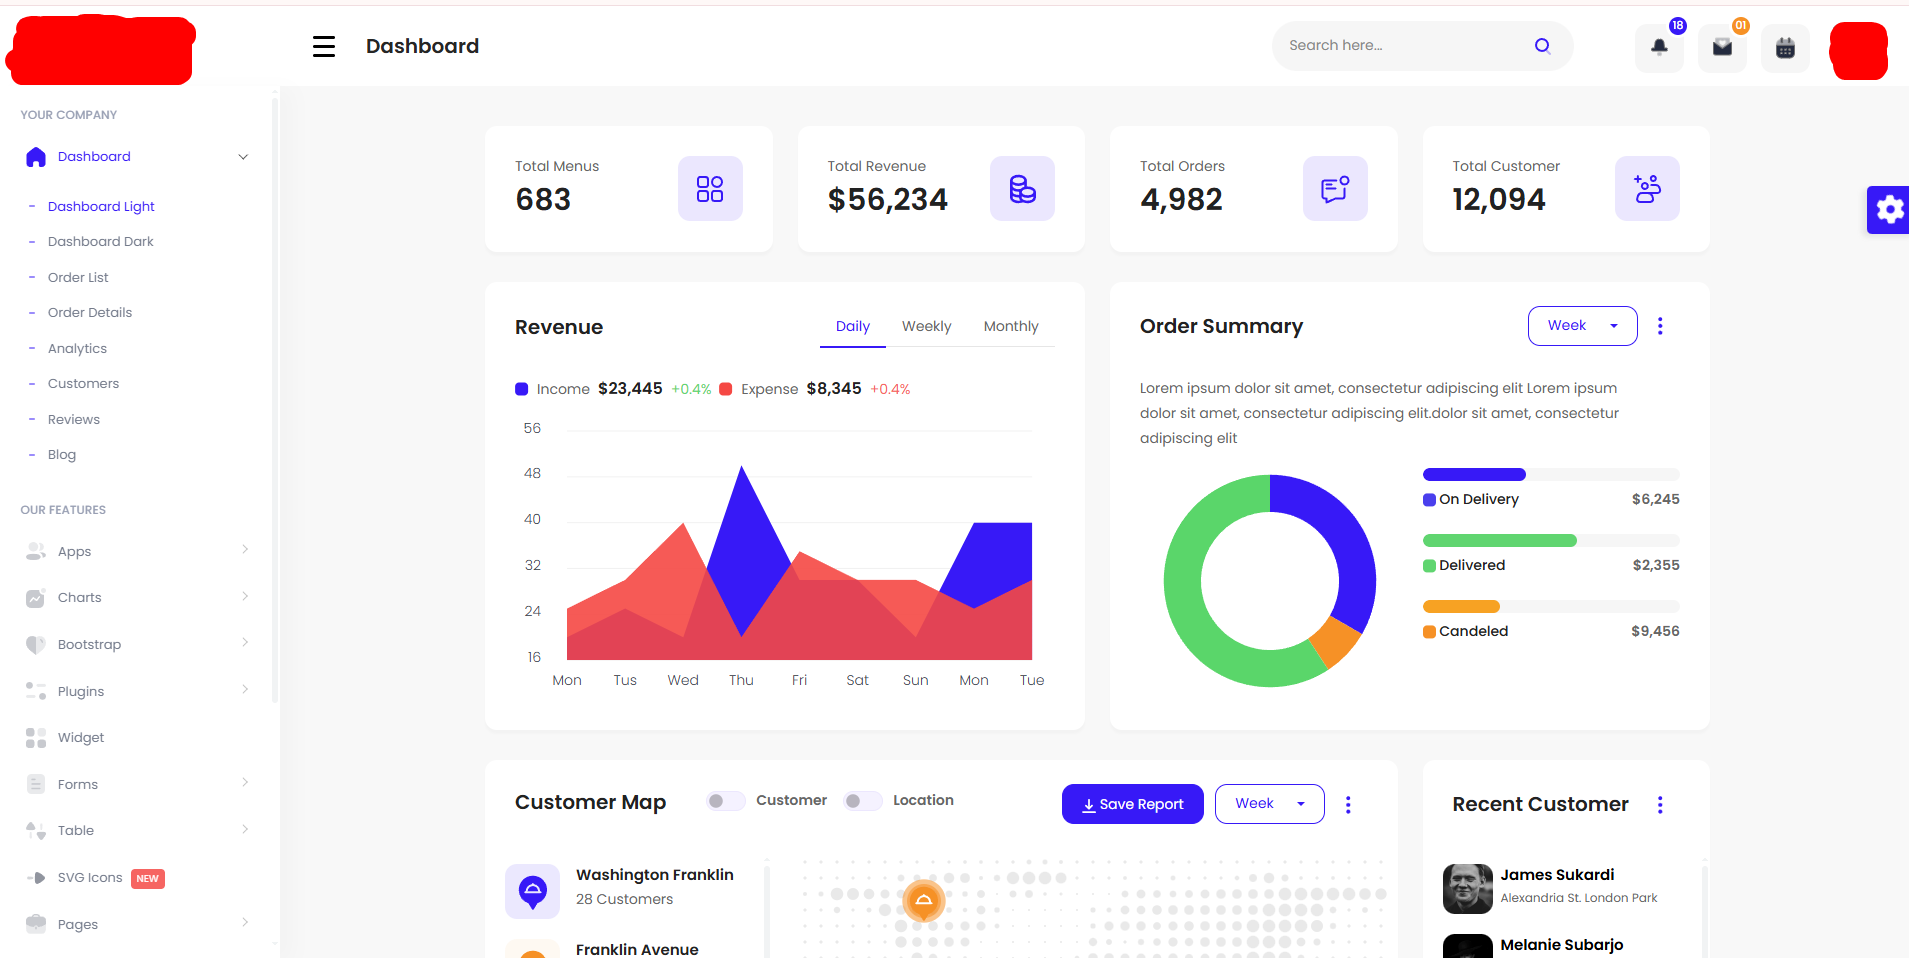 Dashboard
Search here...
18
01
YOUR COMPANY
Dashboard
- Dashboard Light
- Dashboard Dark
- Order List
- Order Details
- Analytics
- Customers
- Reviews
- Blog
OUR FEATURES
Apps
Charts
Bootstrap
Plugins
Widget
Forms
Table
SVG Icons NEW
Pages
Total Menus
683
Total Revenue
$56,234
Total Orders
4,982
Total Customer
12,094
Revenue
Daily Weekly Monthly
Income $23,445 +0.4% Expense $8,345 +0.4%
56
48
40
32
24
16
Mon Tus Wed Thu Fri Sat Sun Mon Tue
Order Summary
Week
Lorem ipsum dolor sit amet, consectetur adipiscing elit Lorem ipsum
dolor sit amet, consectetur adipiscing elit.dolor sit amet, consectetur
adipiscing elit
On Delivery $6,245
Delivered $2,355
Candeled $9,456
Customer Map
Customer Location
Save Report
Week
Washington Franklin
28 Customers
Franklin Avenue
Recent Customer
James Sukardi
Alexandria St. London Park
Melanie Subarjo